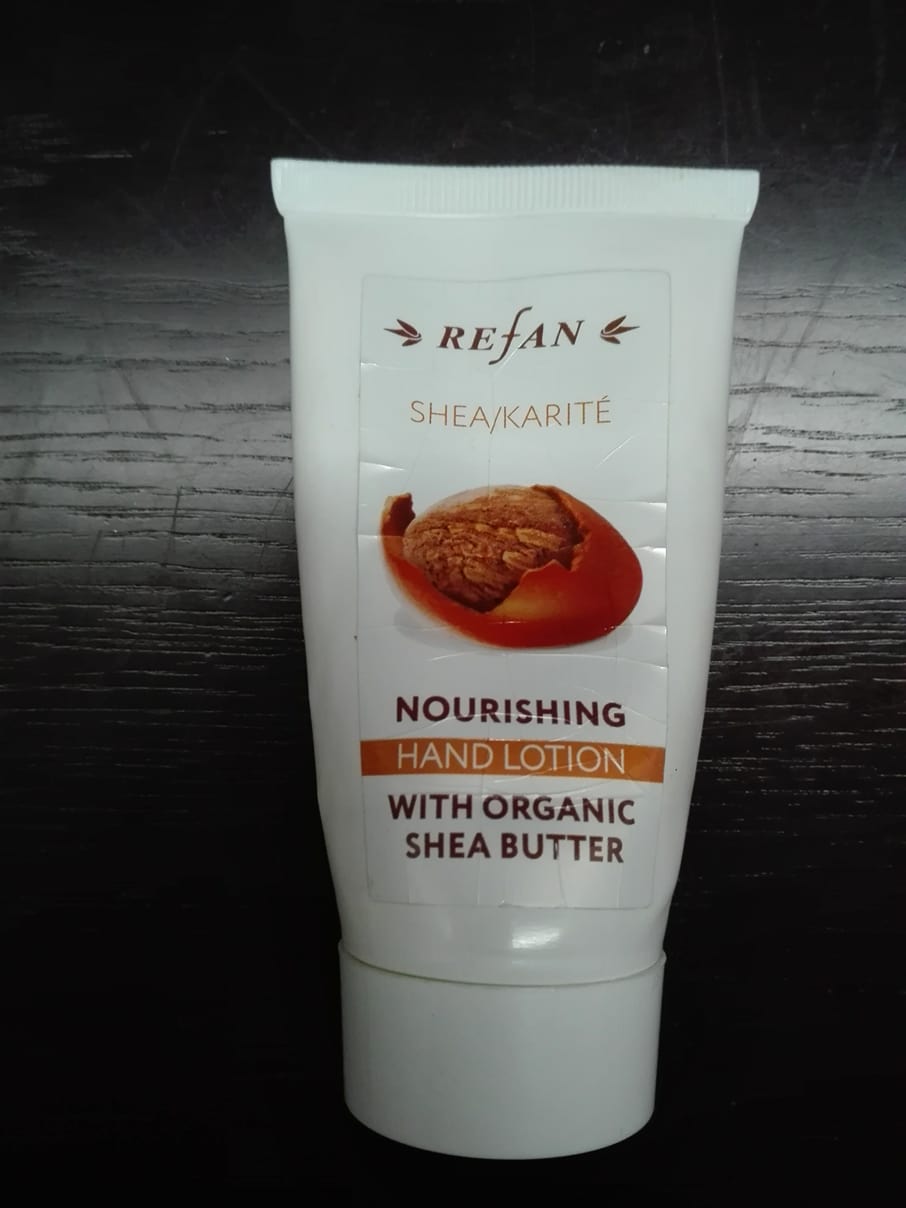 REfAN
SHEA/KARITÉ
NOURISHING
HAND LOTION
WITH ORGANIC
SHEA BUTTER